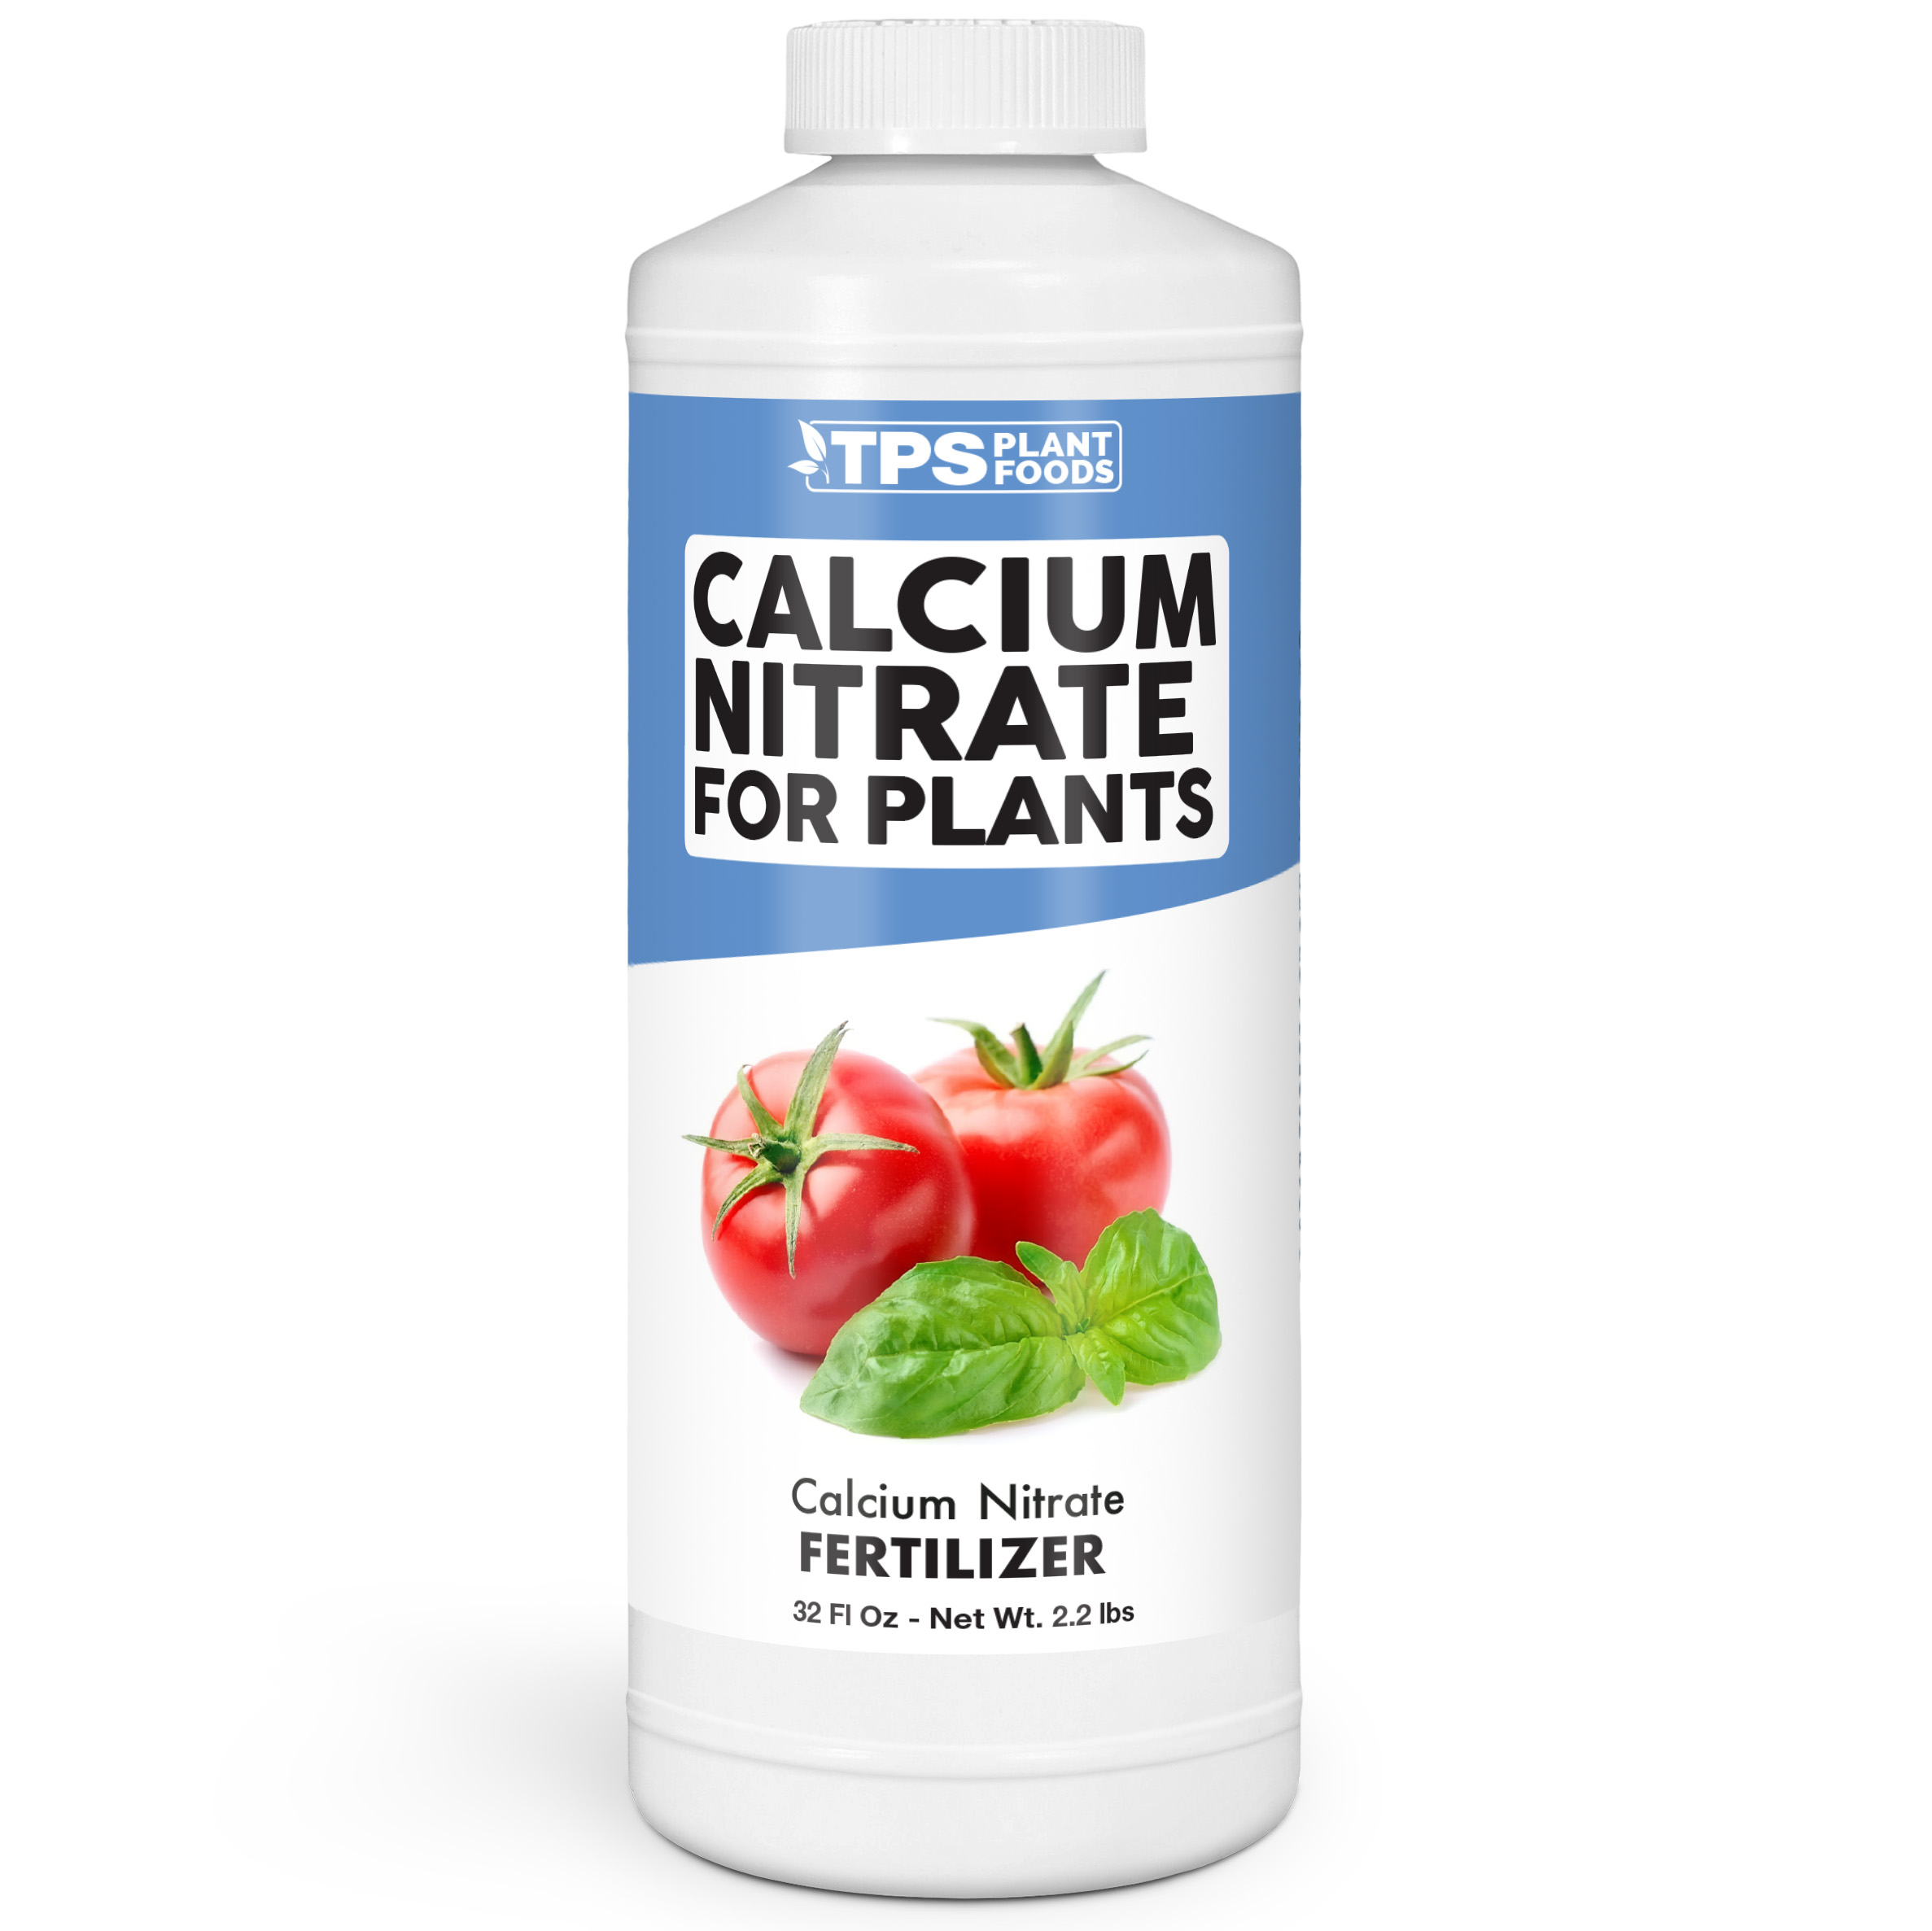 TPS PLANT FOODS
CALCIUM
NITRATE
FOR PLANTS
Calcium Nitrate
FERTILIZER
32 Fl Oz - Net Wt. 2.2 lbs